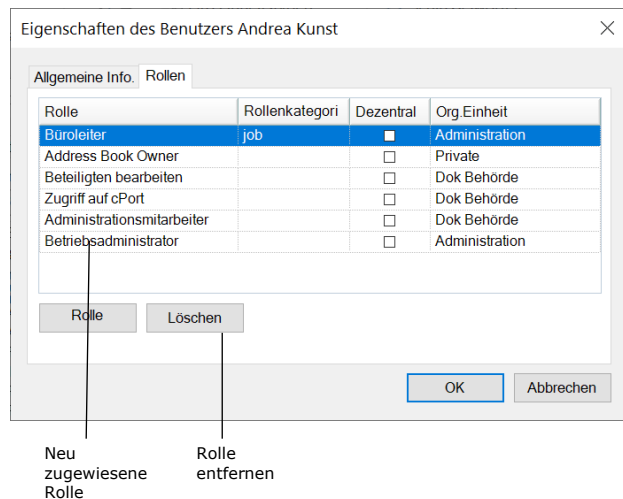 Eigenschaften des Benutzers Andrea Kunst
Allgemeine Info. Rollen
Rolle Rollenkategori Dezentral Org.Einheit
Büroleiter job Administration
Address Book Owner Private
Beteiligten bearbeiten Dok Behörde
Zugriff auf cPort Dok Behörde
Administrationsmitarbeiter Dok Behörde
Betriebsadministrator Administration
Rolle Löschen
OK Abbrechen
Neu
zugewiesene
Rolle
Rolle
entfernen